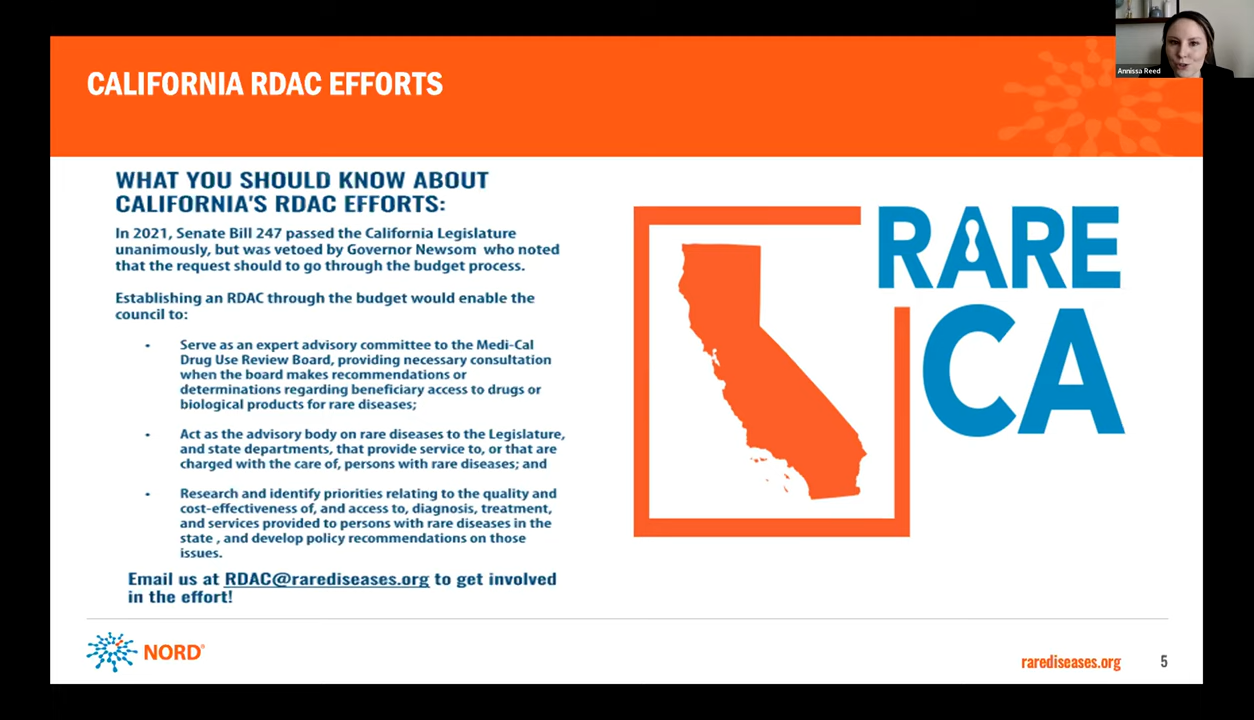 Annissa Reed
CALIFORNIA RDAC EFFORTS
WHAT YOU SHOULD KNOW ABOUT
CALIFORNIA'S RDAC EFFORTS:
In 2021, Senate Bill 247 passed the California Legislature
unanimously, but was vetoed by Governor Newsom who noted
that the request should to go through the budget process.
Establishing an RDAC through the budget would enable the
council to:
• Serve as an expert advisory committee to the Medi-Cal
Drug Use Review Board, providing necessary consultation
when the board makes recommendations or
determinations regarding beneficiary access to drugs or
biological products for rare diseases;
• Act as the advisory body on rare diseases to the Legislature,
and state departments, that provide service to, or that are
charged with the care of, persons with rare diseases; and
• Research and identify priorities relating to the quality and
cost-effectiveness of, and access to, diagnosis, treatment,
and services provided to persons with rare diseases in the
state , and develop policy recommendations on those
issues.
Email us at RDAC@rarediseases.org to get involved
in the effort!
RARE
CA
NORD®
rarediseases.org 5